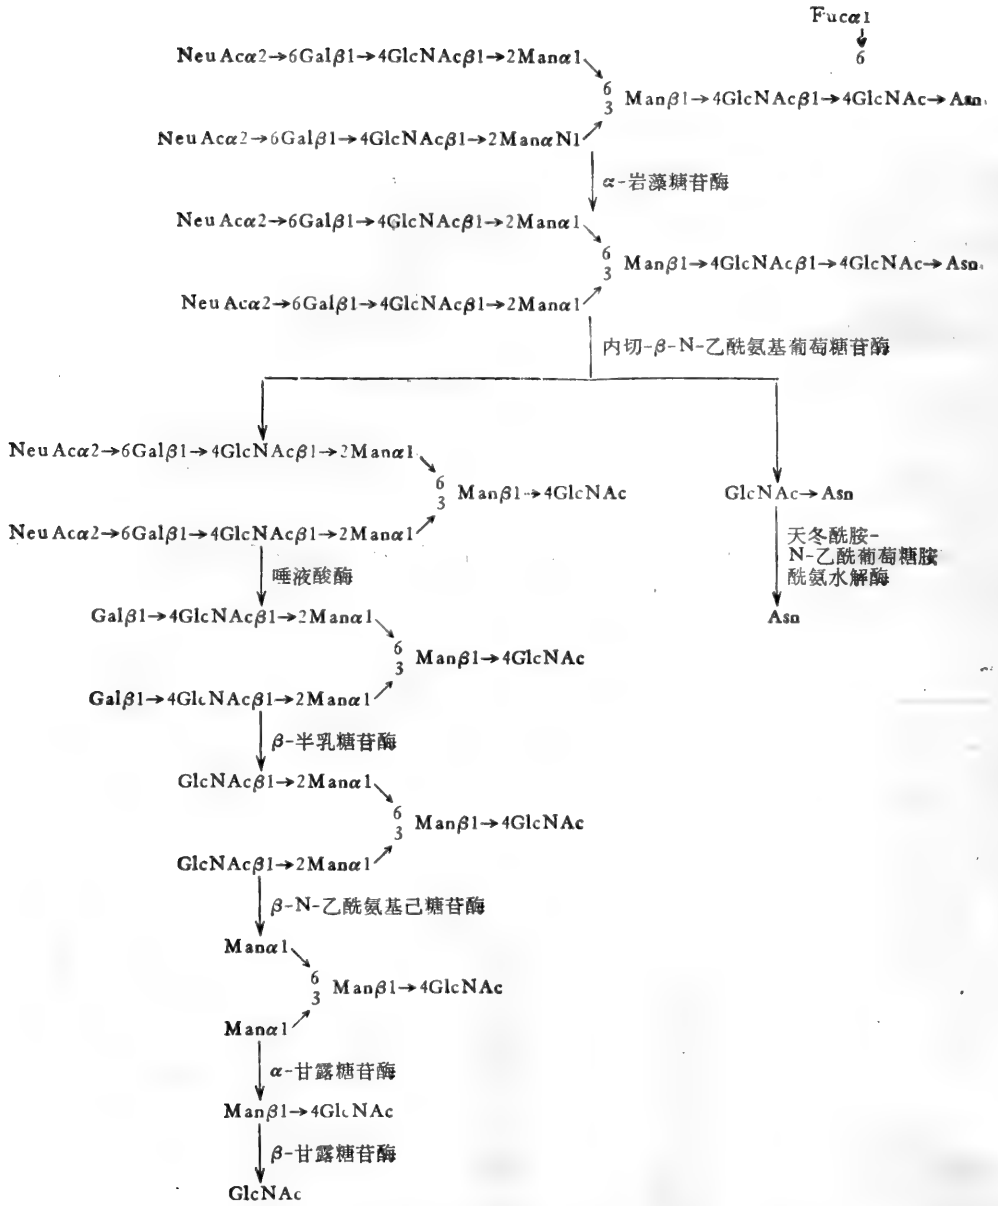 Fucα1
↓
6
NeuAcα2→6Galβ1→4GlcNAcβ1→2Manα1
6
3 Manβ1→4GlcNAcβ1→4GlcNAc→Asn
NeuAcα2→6Galβ1→4GlcNAcβ1→2ManαN1
α-岩藻糖苷酶
NeuAcα2→6Galβ1→4GlcNAcβ1→2Manα1
6
3 Manβ1→4GlcNAcβ1→4GlcNAc→Asn
NeuAcα2→6Galβ1→4GlcNAcβ1→2Manα1
内切-β-N-乙酰氨基葡萄糖苷酶
NeuAcα2→6Galβ1→4GlcNAcβ1→2Manα1
6
3 Manβ1→4GlcNAc
NeuAcα2→6Galβ1→4GlcNAcβ1→2Manα1
GlcNAc→Asn
天冬酰胺-
N-乙酰葡萄糖胺
酰氨水解酶
Asn
唾液酸酶
Galβ1→4GlcNAcβ1→2Manα1
6
3 Manβ1→4GlcNAc
Galβ1→4GlcNAcβ1→2Manα1
β-半乳糖苷酶
GlcNAcβ1→2Manα1
6
3 Manβ1→4GlcNAc
GlcNAcβ1→2Manα1
β-N-乙酰氨基己糖苷酶
Manα1
6
3 Manβ1→4GlcNAc
Manα1
α-甘露糖苷酶
Manβ1→4GlcNAc
β-甘露糖苷酶
GlcNAc